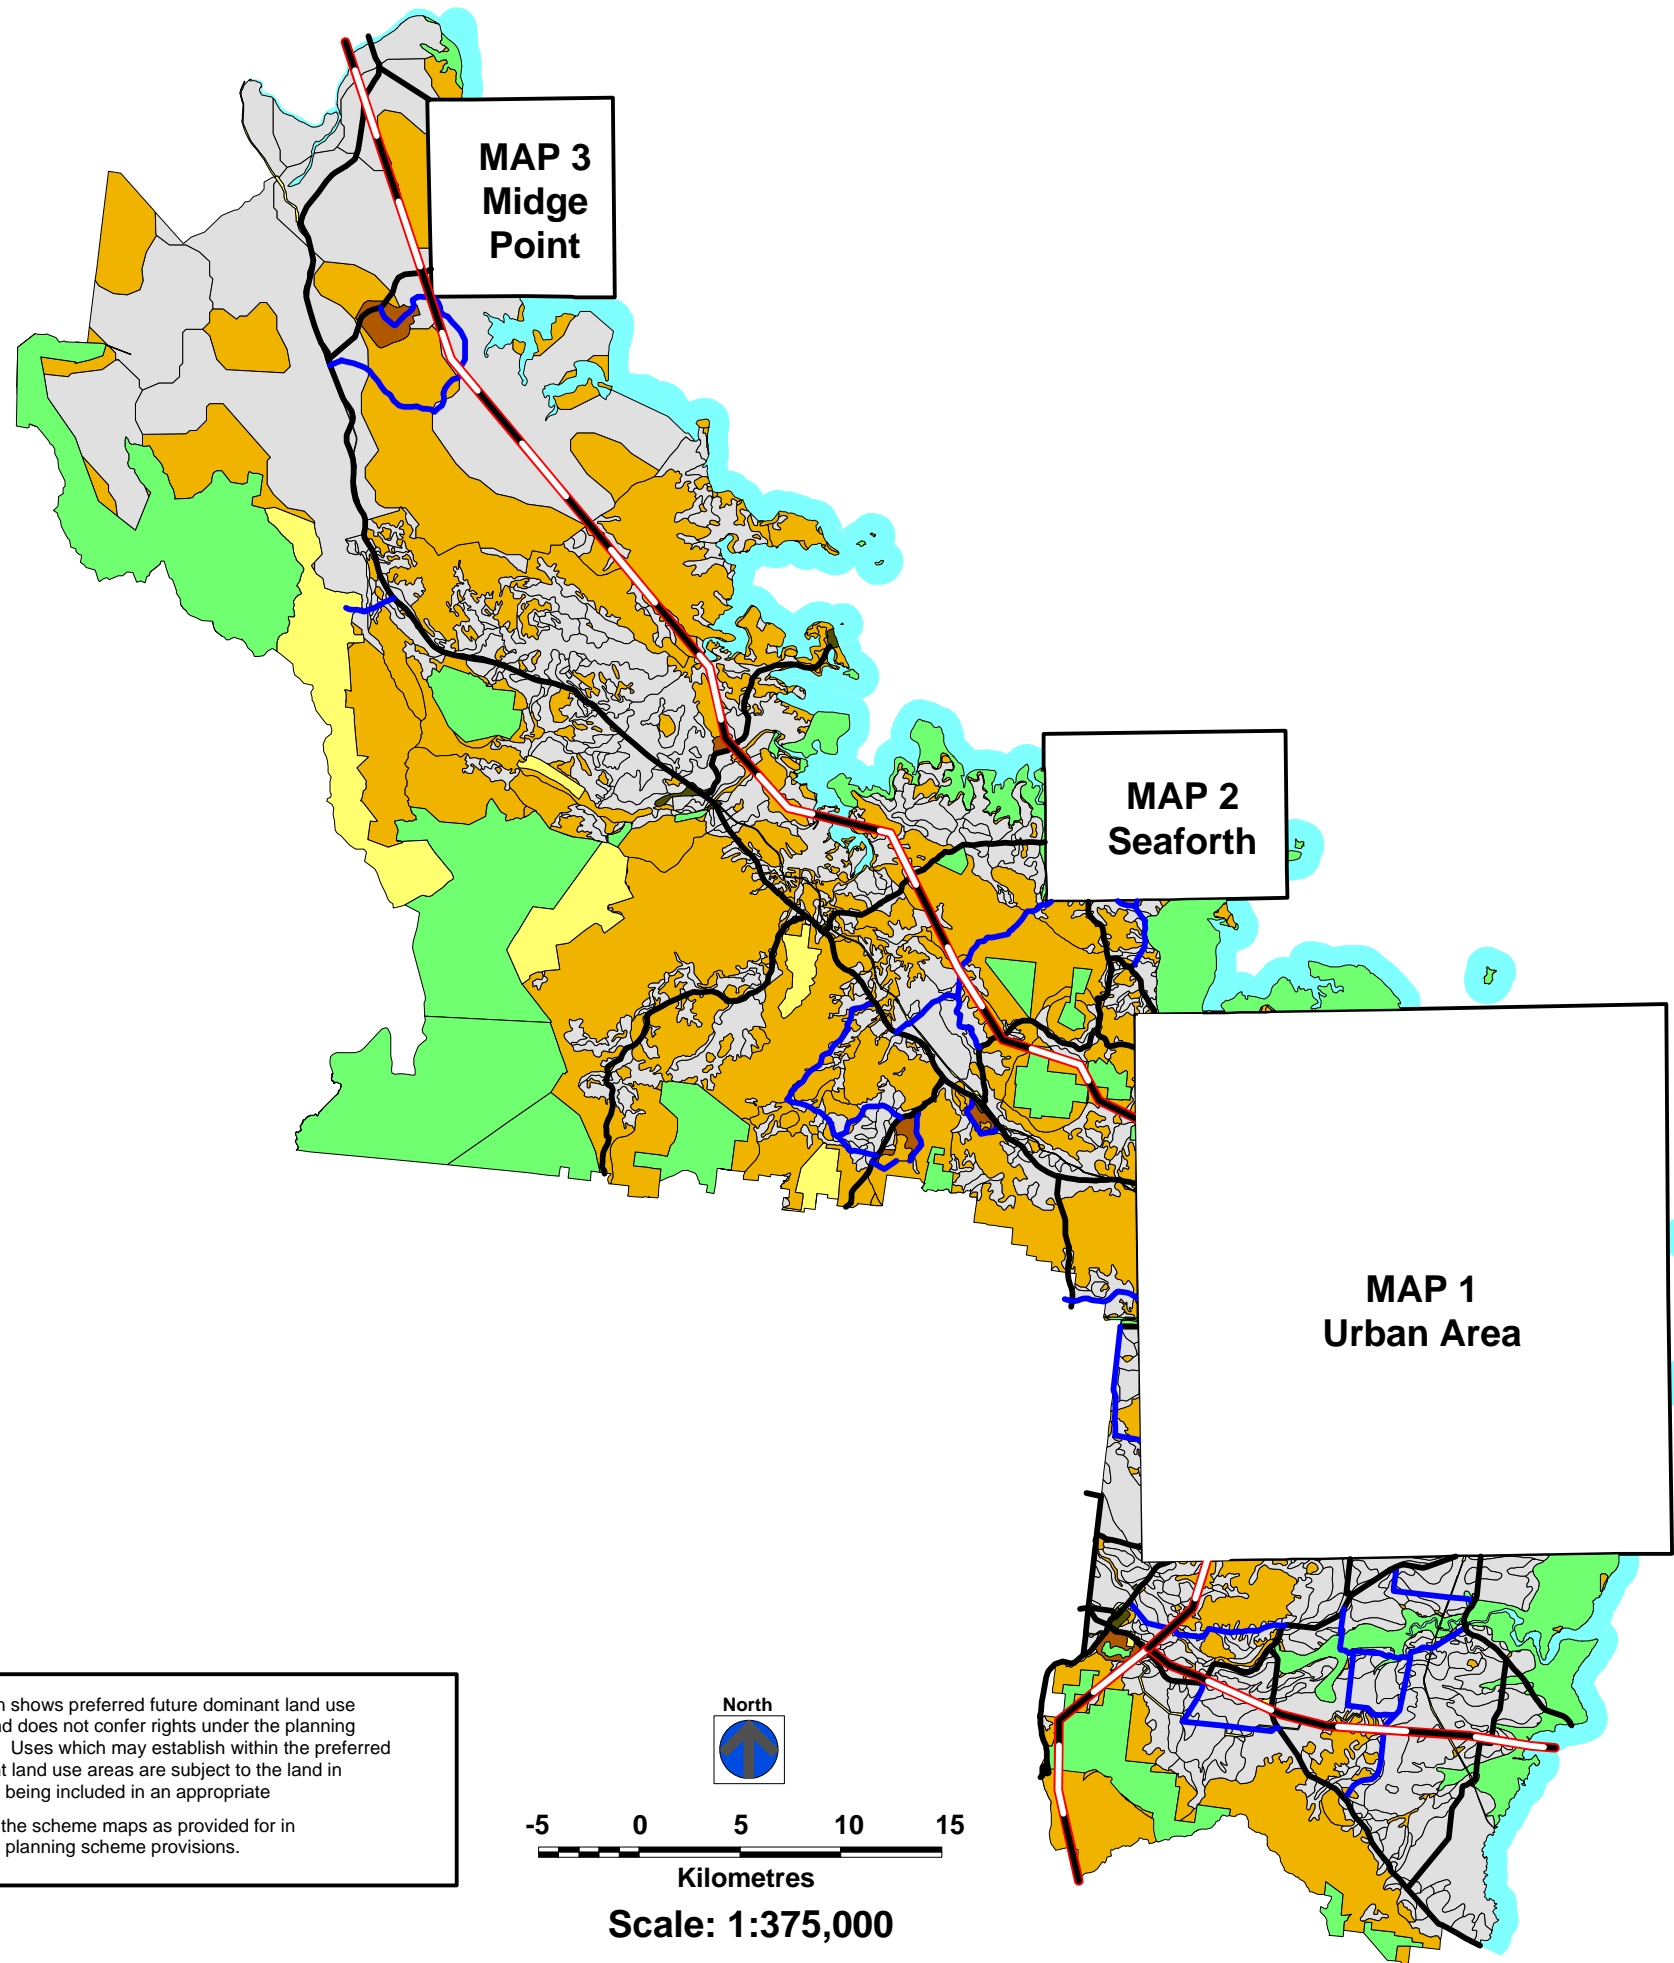 MAP 3
Midge
Point
MAP 2
Seaforth
MAP 1
Urban Area
shows preferred future dominant land use
does not confer rights under the planning
Uses which may establish within the preferred
land use areas are subject to the land in
being included in an appropriate
the scheme maps as provided for in
planning scheme provisions.
North
-5 0 5 10 15
Kilometres
Scale: 1:375,000